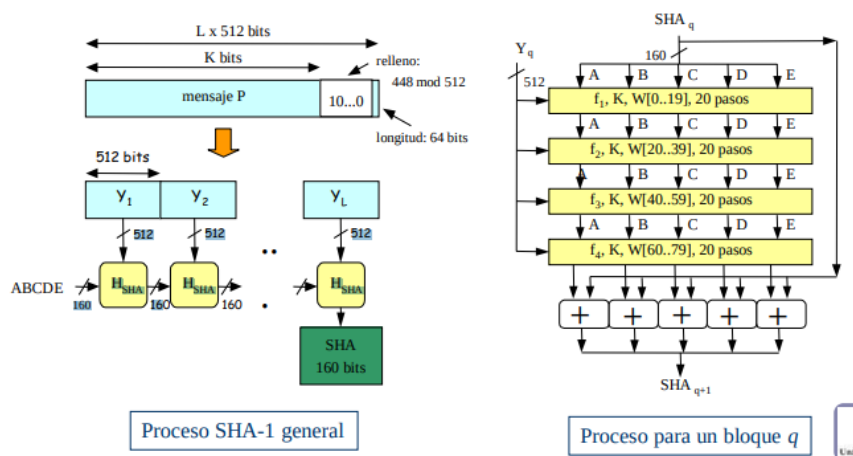 L x 512 bits
K bits
relleno:
448 mod 512
mensaje P
10...0
longitud: 64 bits
512 bits
Y1
Y2
YL
512
512
512
ABCDE
HSHA
HSHA
HSHA
160
160
160
SHA
160 bits
Proceso SHA-1 general
SHA q
Yq
160
512
A B C D E
f1, K, W[0..19], 20 pasos
A B C D E
f2, K, W[20..39], 20 pasos
A B C D E
f3, K, W[40..59], 20 pasos
A B C D E
f4, K, W[60..79], 20 pasos
+ + + + +
SHA q+1
Proceso para un bloque q